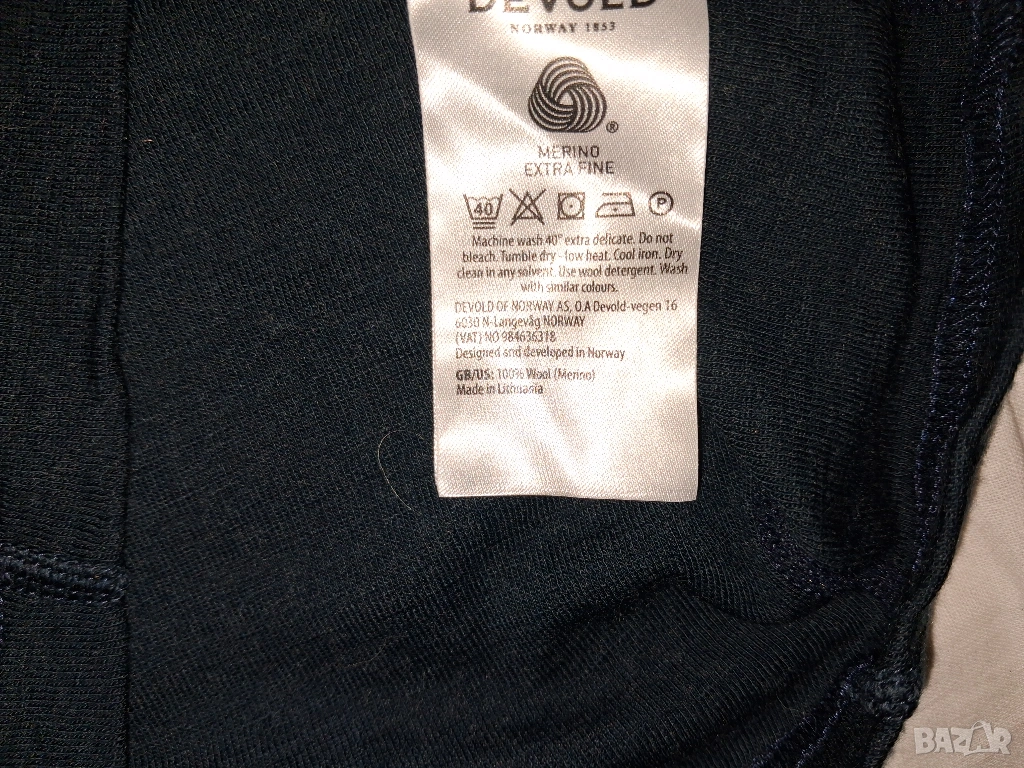 DEVOLD
NORWAY 1853
®
MERINO
EXTRA FINE
40 P
Machine wash 40° extra delicate. Do not
bleach. Tumble dry - low heat. Cool iron. Dry
clean in any solvent. Use wool detergent. Wash
with similar colours.
DEVOLD OF NORWAY AS, O.A Devold-vegen 16
6030 N-Langevåg NORWAY
(VAT) NO 984636318
Designed and developed in Norway
GB/US: 100% Wool (Merino)
Made in Lithuania
BAZAR